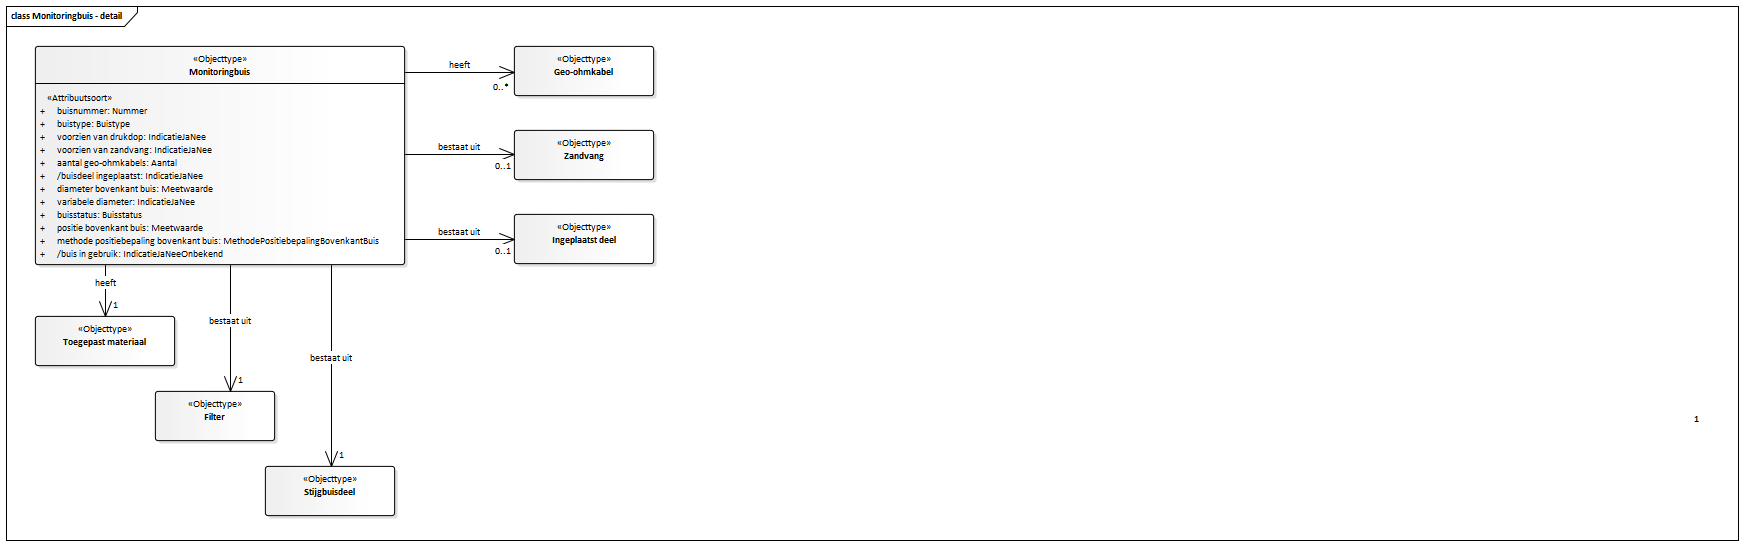 class Monitoringbuis - detail
«Objecttype»
Monitoringbuis
«Attribuutsoort»
+ buisnummer: Nummer
+ buistype: Buistype
+ voorzien van drukdop: IndicatieJaNee
+ voorzien van zandvang: IndicatieJaNee
+ aantal geo-ohmkabels: Aantal
+ /buisdeel ingeplaatst: IndicatieJaNee
+ diameter bovenkant buis: Meetwaarde
+ variabele diameter: IndicatieJaNee
+ buisstatus: Buisstatus
+ positie bovenkant buis: Meetwaarde
+ methode positiebepaling bovenkant buis: MethodePositiebepalingBovenkantBuis
+ /buis in gebruik: IndicatieJaNeeOnbekend
heeft
0..*
«Objecttype»
Geo-ohmkabel
bestaat uit
0..1
«Objecttype»
Zandvang
bestaat uit
0..1
«Objecttype»
Ingeplaatst deel
heeft
1
«Objecttype»
Toegepast materiaal
bestaat uit
1
«Objecttype»
Filter
bestaat uit
1
«Objecttype»
Stijgbuisdeel
1